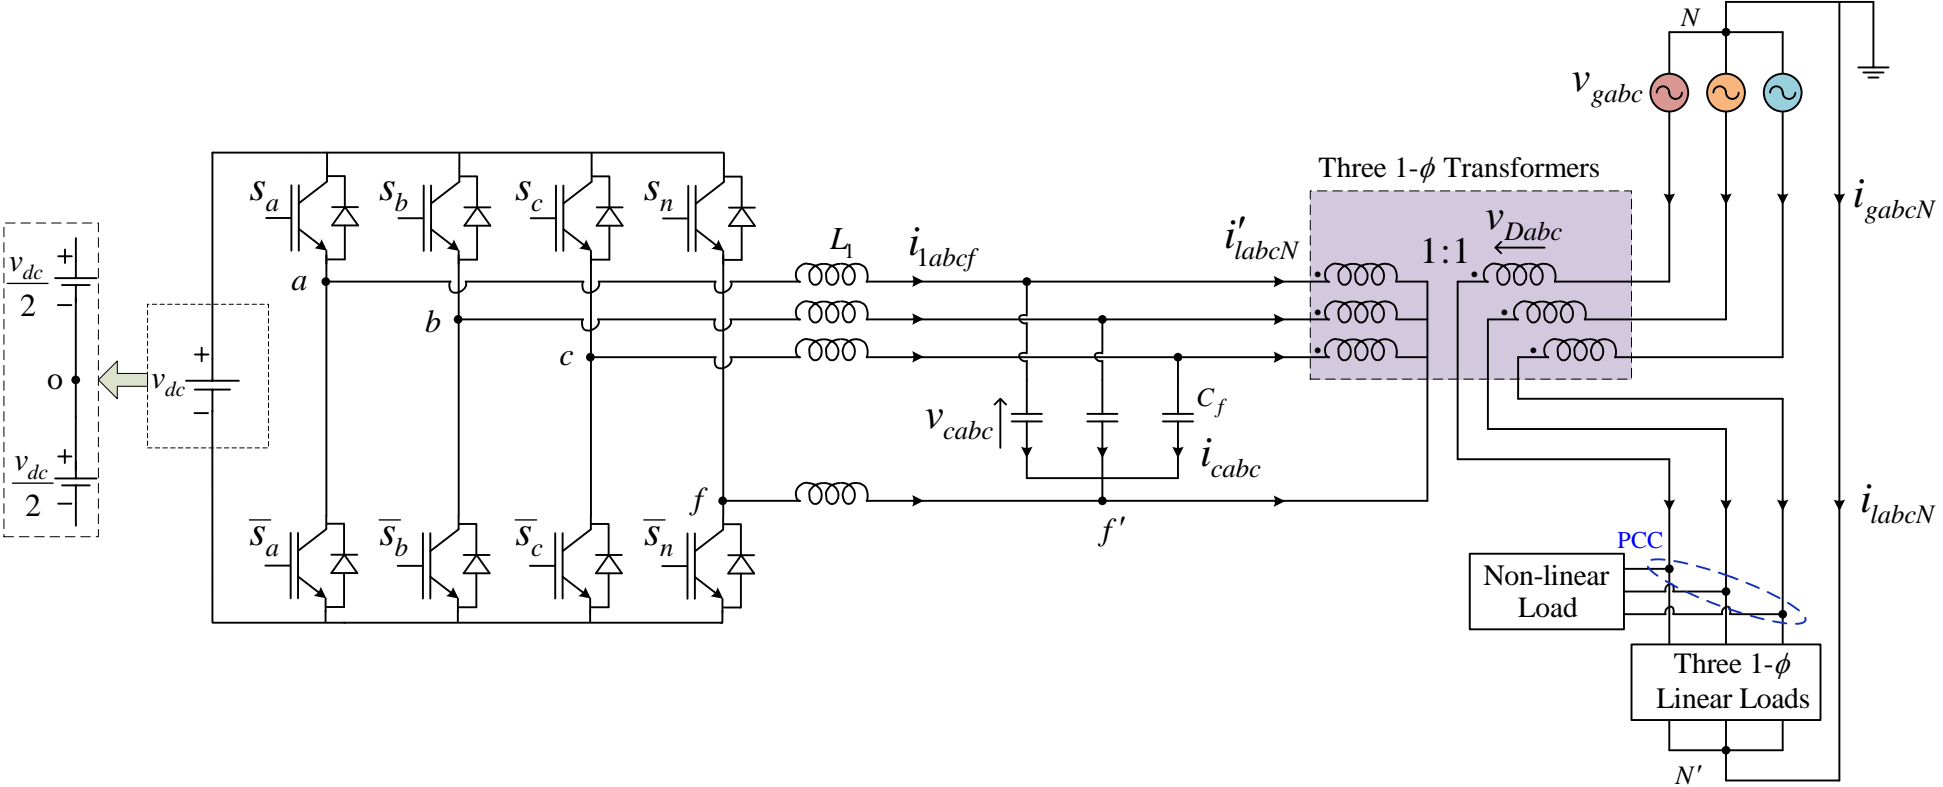 N
v_gabc
Three 1-ϕ Transformers
s_a
s_b
s_c
s_n
i_gabcN
v_Dabc
1:1
L_1
i_1abcf
i'_labcN
v_dc/2
+
−
a
b
c
o
v_dc
+
−
C_f
v_cabc
i_cabc
v_dc/2
+
−
f
f'
i_labcN
s̅_a
s̅_b
s̅_c
s̅_n
PCC
Non-linear
Load
Three 1-ϕ
Linear Loads
N'